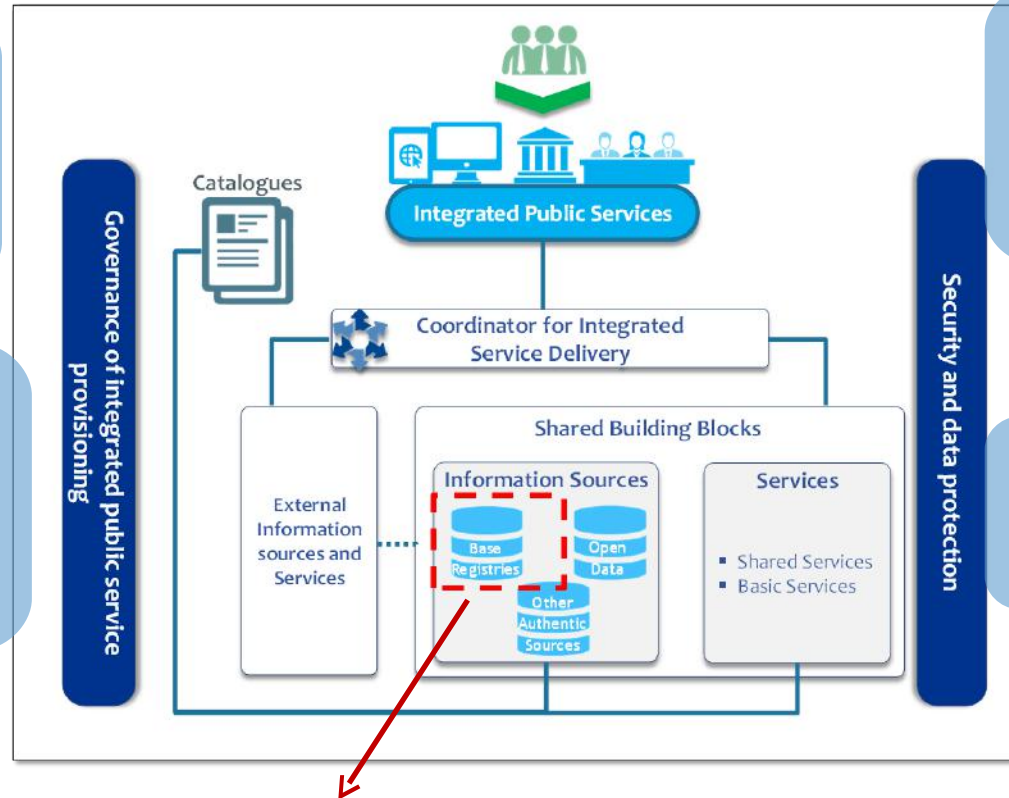 Integrated Public Services
Catalogues
Governance of integrated public service
provisioning
Coordinator for Integrated
Service Delivery
Security and data protection
External
Information
sources and
Services
Shared Building Blocks
Information Sources
Base
Registries
Open
Data
Other
Authentic
Sources
Services
▪ Shared Services
▪ Basic Services